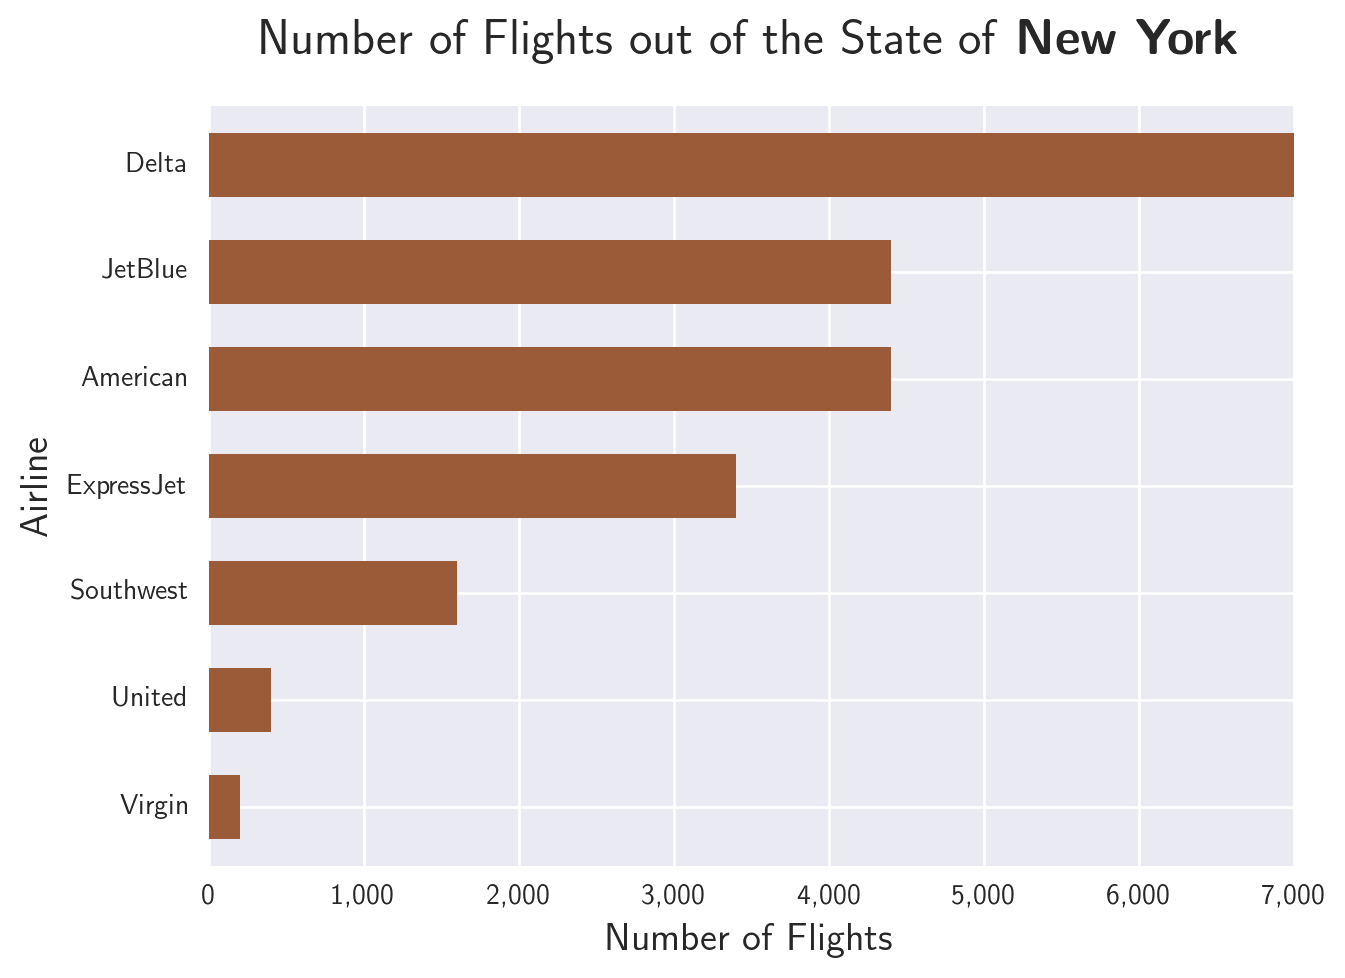 Number of Flights out of the State of New York
Delta
JetBlue
American
ExpressJet
Southwest
United
Virgin
Airline
0 1,000 2,000 3,000 4,000 5,000 6,000 7,000
Number of Flights